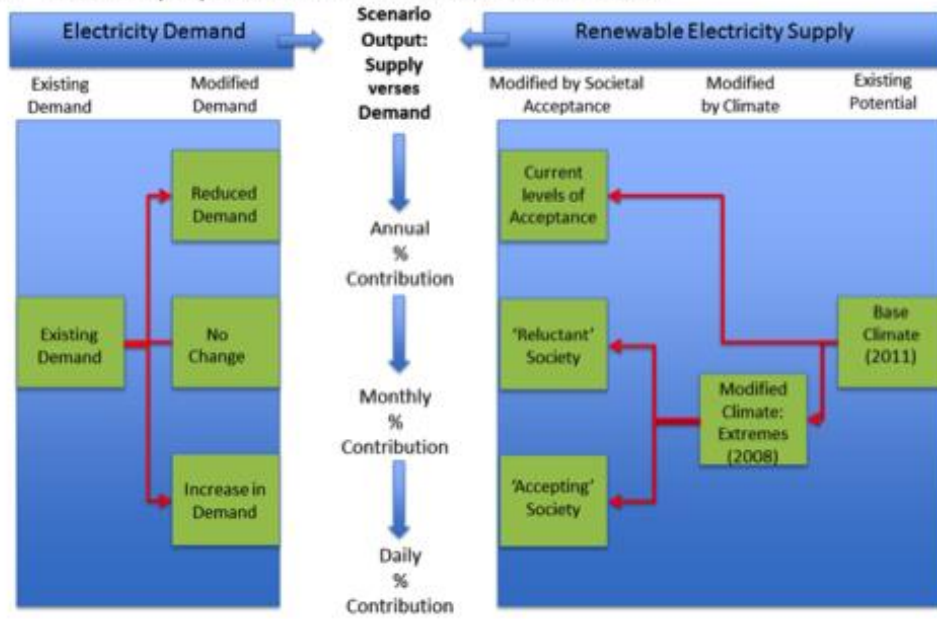 Electricity Demand
Scenario
Output:
Supply
verses
Demand
Renewable Electricity Supply
Existing
Demand
Modified
Demand
Modified by Societal
Acceptance
Modified
by Climate
Existing
Potential
Reduced
Demand
Existing
Demand
No
Change
Increase in
Demand
Annual
%
Contribution
Monthly
%
Contribution
Daily
%
Contribution
Current
levels of
Acceptance
'Reluctant'
Society
'Accepting'
Society
Modified
Climate:
Extremes
(2008)
Base
Climate
(2011)